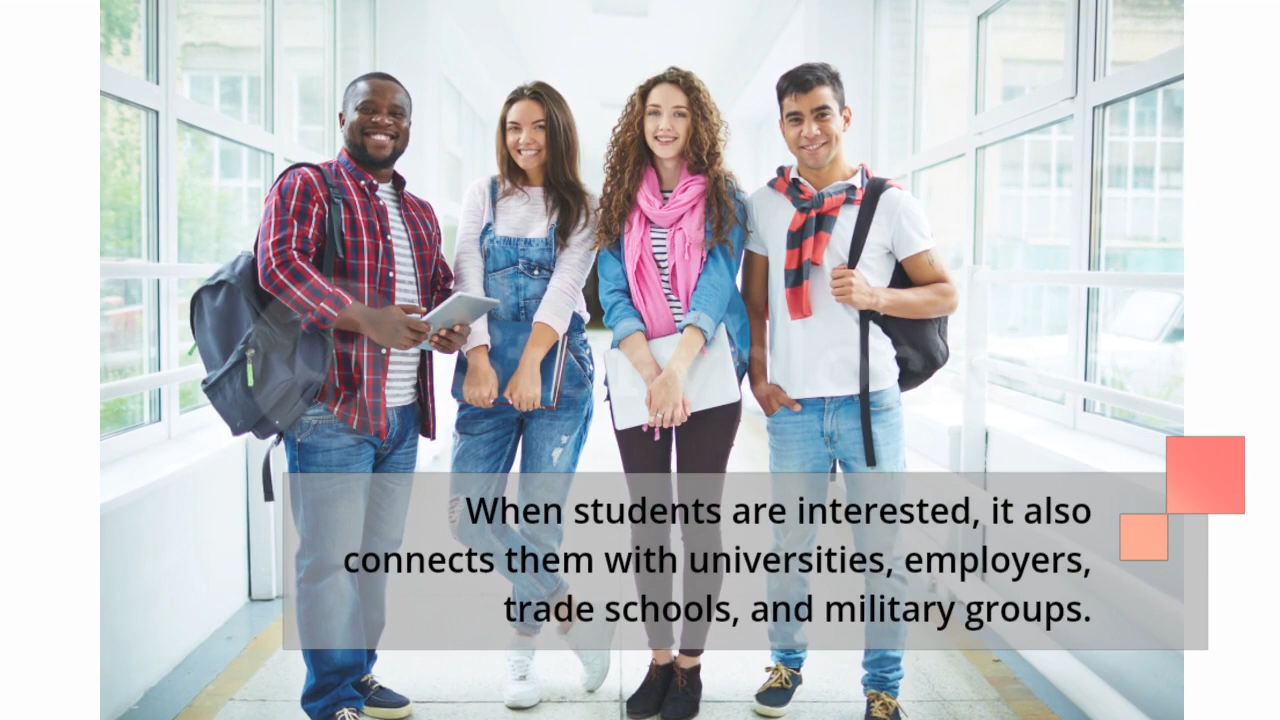 When students are interested, it also
connects them with universities, employers,
trade schools, and military groups.